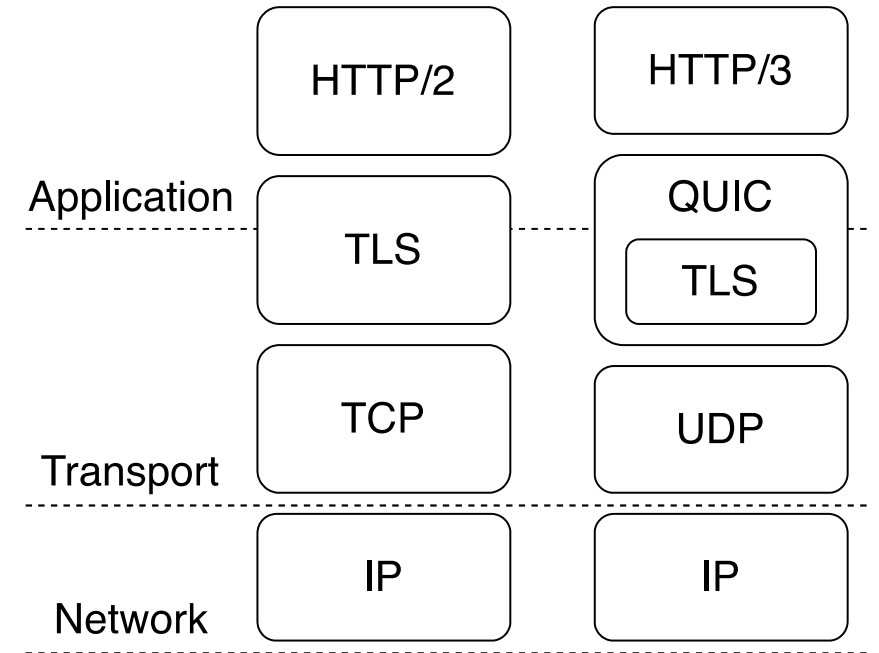 HTTP/2
HTTP/3
Application
TLS
QUIC
TLS
TCP
UDP
Transport
IP
IP
Network